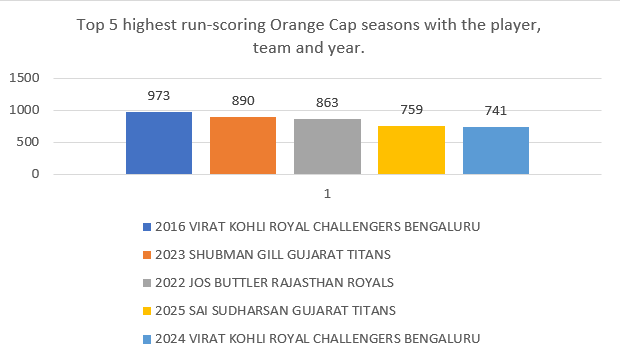 Top 5 highest run-scoring Orange Cap seasons with the player,
team and year.
1500
1000
500
0
973
890
863
759
741
1
2016 VIRAT KOHLI ROYAL CHALLENGERS BENGALURU
2023 SHUBMAN GILL GUJARAT TITANS
2022 JOS BUTTLER RAJASTHAN ROYALS
2025 SAI SUDHARSAN GUJARAT TITANS
2024 VIRAT KOHLI ROYAL CHALLENGERS BENGALURU